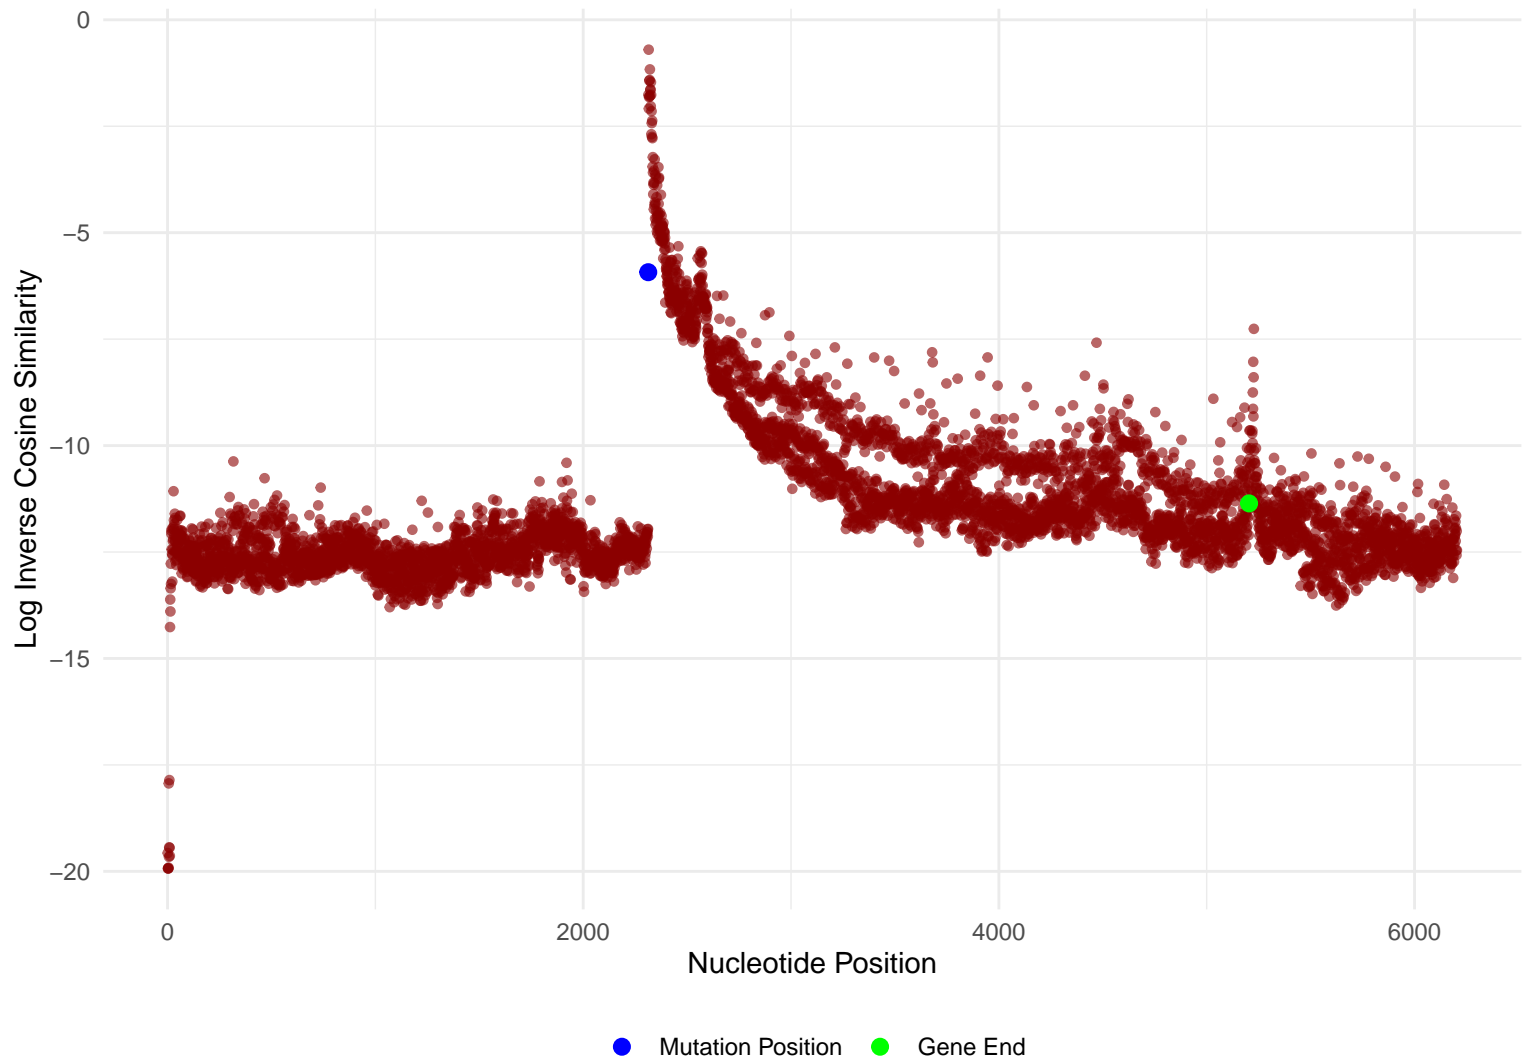 Log Inverse Cosine Similarity
0
−5
−10
−15
−20
0 2000 4000 6000
Nucleotide Position
Mutation Position Gene End